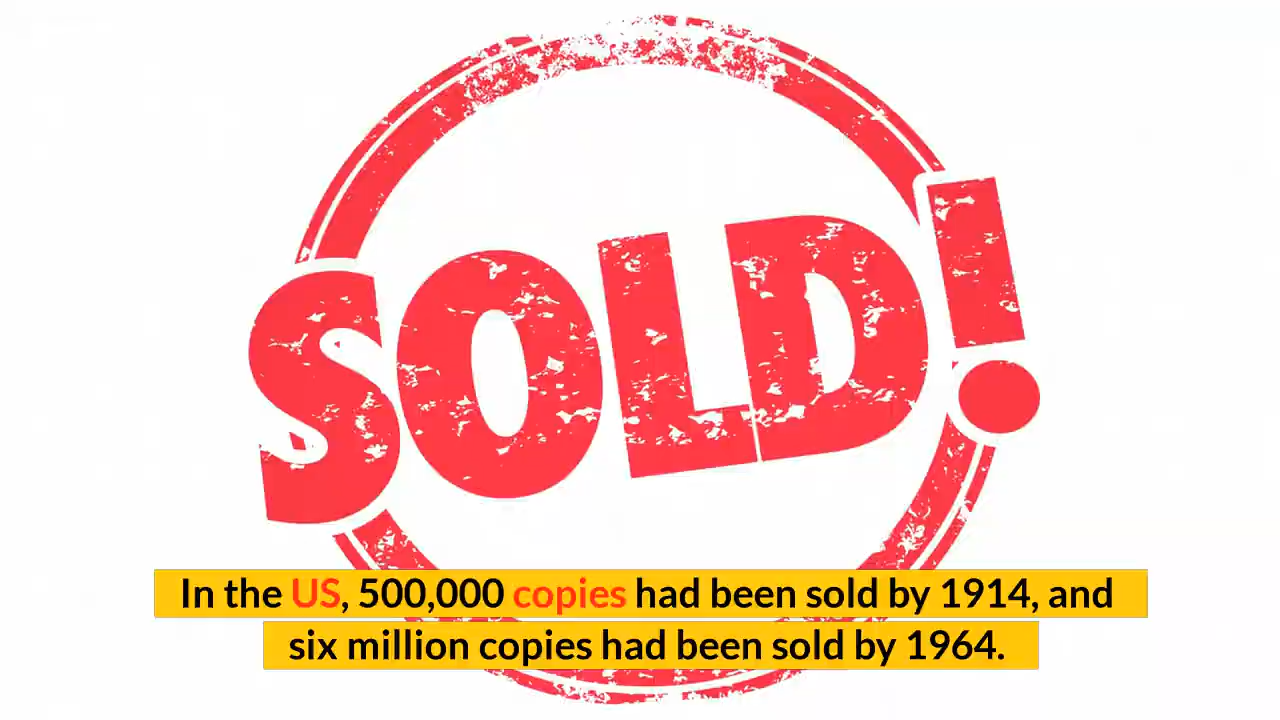 SOLD!
In the US, 500,000 copies had been sold by 1914, and
six million copies had been sold by 1964.